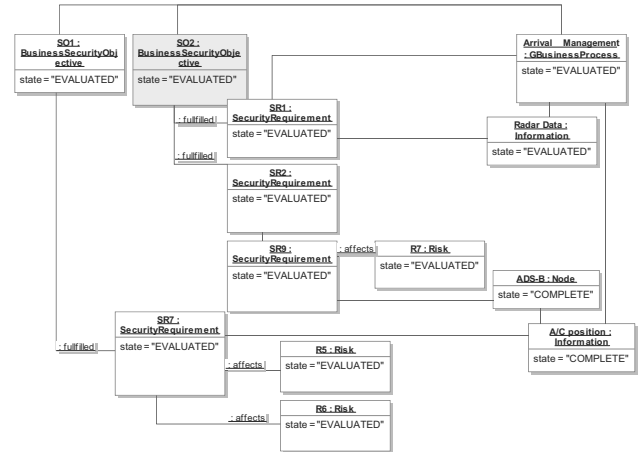 SO1 :
BusinessSecurityObj
ective
state = "EVALUATED"
SO2 :
BusinessSecurityObje
ctive
state = "EVALUATED"
Arrival Management
: GBusinessProcess
state = "EVALUATED"
: fullfilled
SR1 :
SecurityRequirement
state = "EVALUATED"
Radar Data :
Information
state = "EVALUATED"
: fullfilled
SR2 :
SecurityRequirement
state = "EVALUATED"
SR9 :
SecurityRequirement
state = "EVALUATED"
: affects
R7 : Risk
state = "EVALUATED"
ADS-B : Node
state = "COMPLETE"
SR7 :
SecurityRequirement
state = "EVALUATED"
A/C position :
Information
state = "COMPLETE"
: fullfilled
: affects
R5 : Risk
state = "EVALUATED"
: affects
R6 : Risk
state = "EVALUATED"